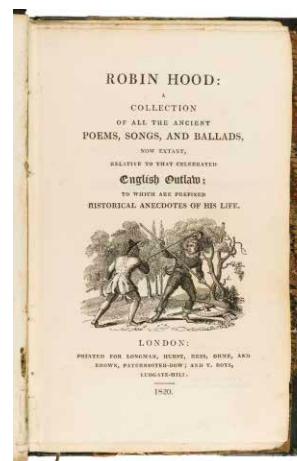 ROBIN HOOD:
A
COLLECTION
OF ALL THE ANCIENT
POEMS, SONGS, AND BALLADS,
NOW EXTANT,
RELATIVE TO THAT CELEBRATED
English Outlaw;
TO WHICH ARE PREFIXED
HISTORICAL ANECDOTES OF HIS LIFE.
LONDON:
PRINTED FOR LONGMAN, HURST, REES, ORME, AND
BROWN, PATERNOSTER-ROW; AND T. BOYS,
LUDGATE-HILL.
1820.